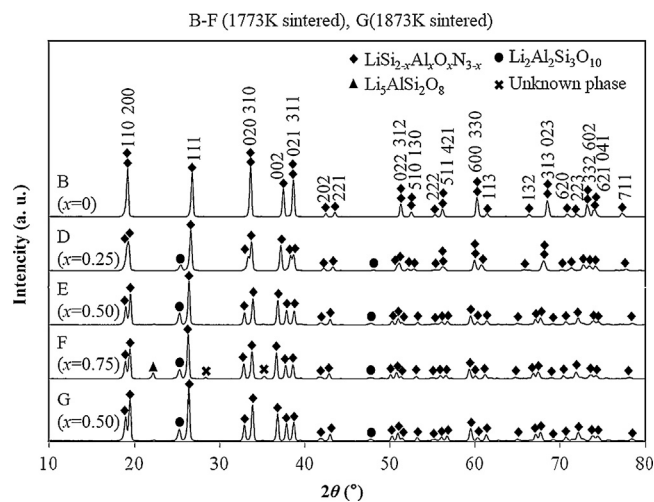 B-F (1773K sintered), G(1873K sintered)
◆ LiSi₂₋ₓAlₓOₓN₃₋ₓ ● Li₂Al₂Si₃O₁₀
▲ Li₅AlSi₂O₈ ✖ Unknown phase
110 200
111
020 310
002
021 311
202
221
022 312
510 130
222
511 421
600 330
113
132
313 023
620
223
332 602
621 041
711
B
(x=0)
D
(x=0.25)
E
(x=0.50)
F
(x=0.75)
G
(x=0.50)
Intencity (a. u.)
10 20 30 40 50 60 70 80
2θ (°)